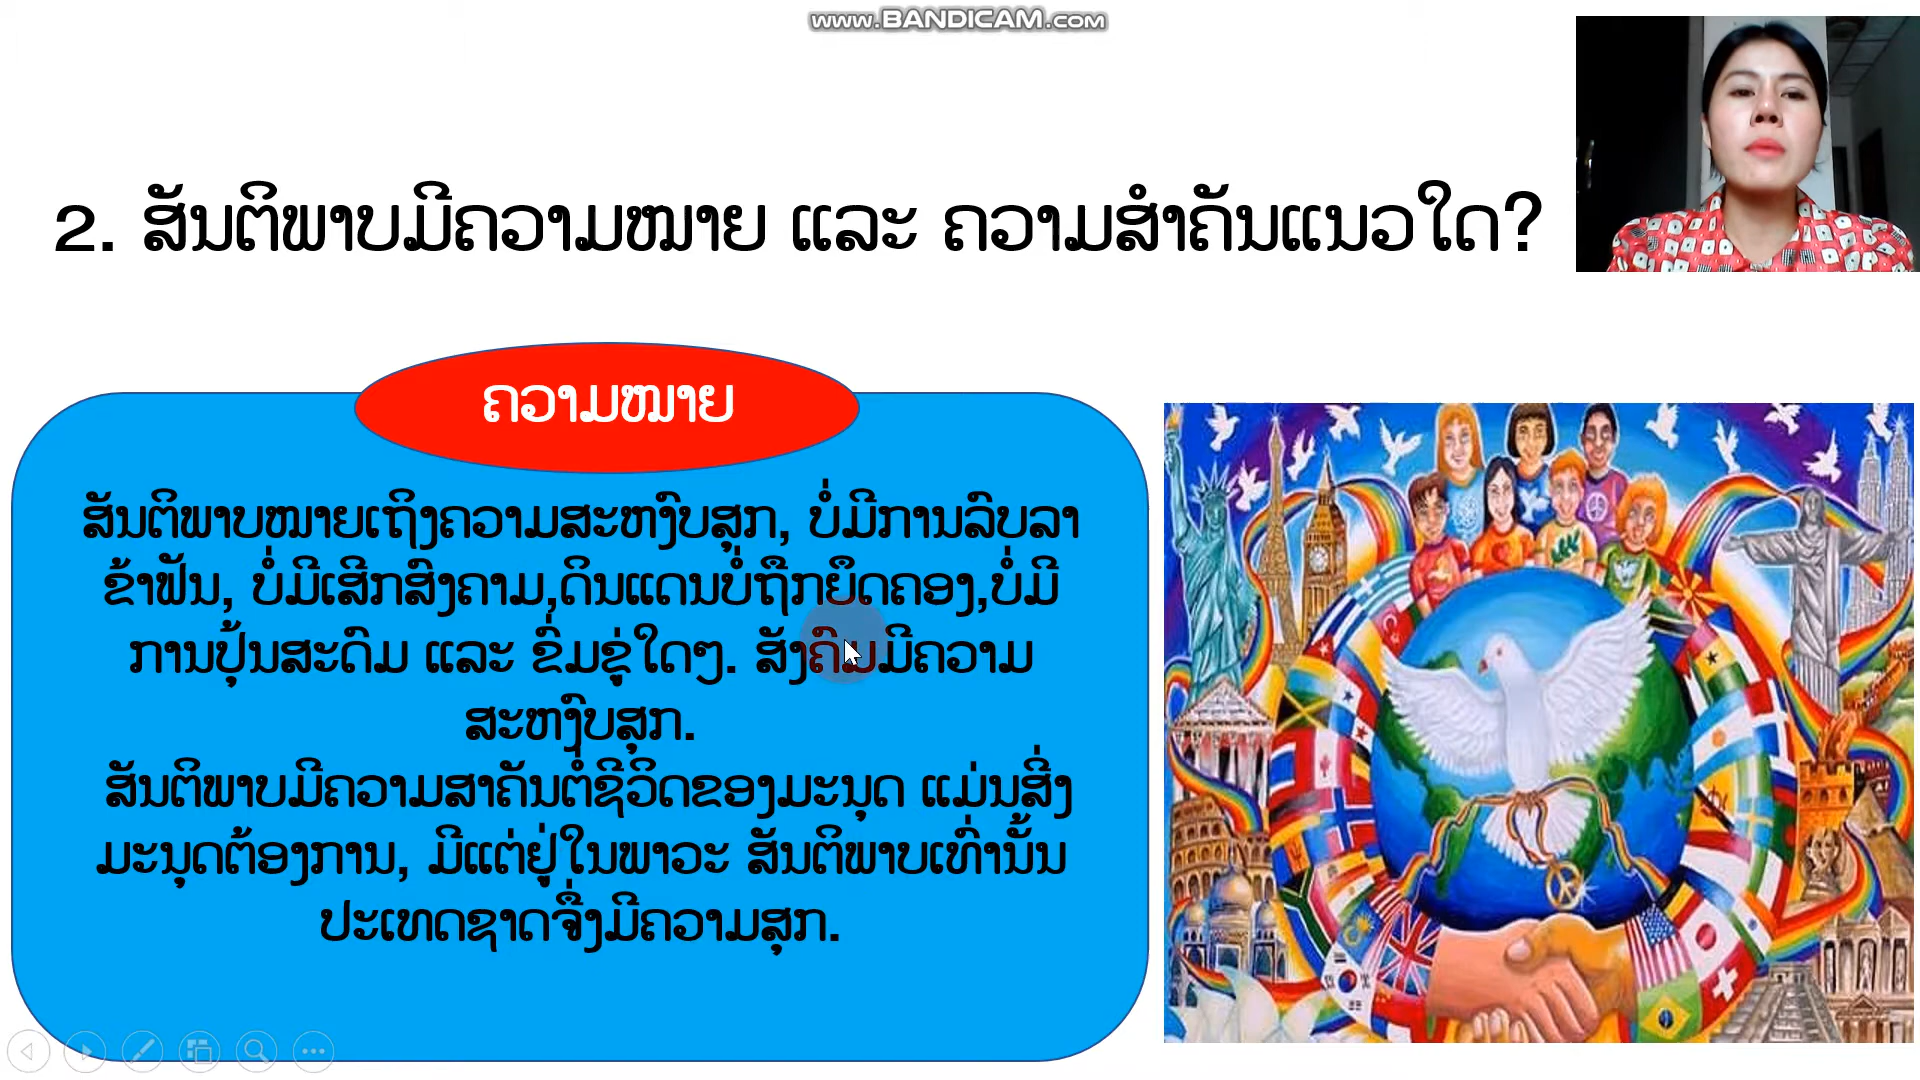 www.BANDICAM.com
2. ສັນຕິພາບມີຄວາມໝາຍ ແລະ ຄວາມສຳຄັນແນວໃດ?
ຄວາມໝາຍ
ສັນຕິພາບໝາຍເຖິງຄວາມສະຫງົບສຸກ, ບໍ່ມີການລົບລາ
ຂ້າຟັນ, ບໍ່ມີເສີກສົງຄາມ,ດິນແດນບໍ່ຖືກຍຶດຄອງ,ບໍ່ມີ
ການປຸ້ນສະດົມ ແລະ ຂົ່ມຂູ່ໃດໆ. ສັງຄົມມີຄວາມ
ສະຫງົບສຸກ.
ສັນຕິພາບມີຄວາມສາຄັນຕໍ່ຊີວິດຂອງມະນຸດ ແມ່ນສິ່ງ
ມະນຸດຕ້ອງການ, ມີແຕ່ຢູ່ໃນພາວະ ສັນຕິພາບເທົ່ານັ້ນ
ປະເທດຊາດຈື່ງມີຄວາມສຸກ.